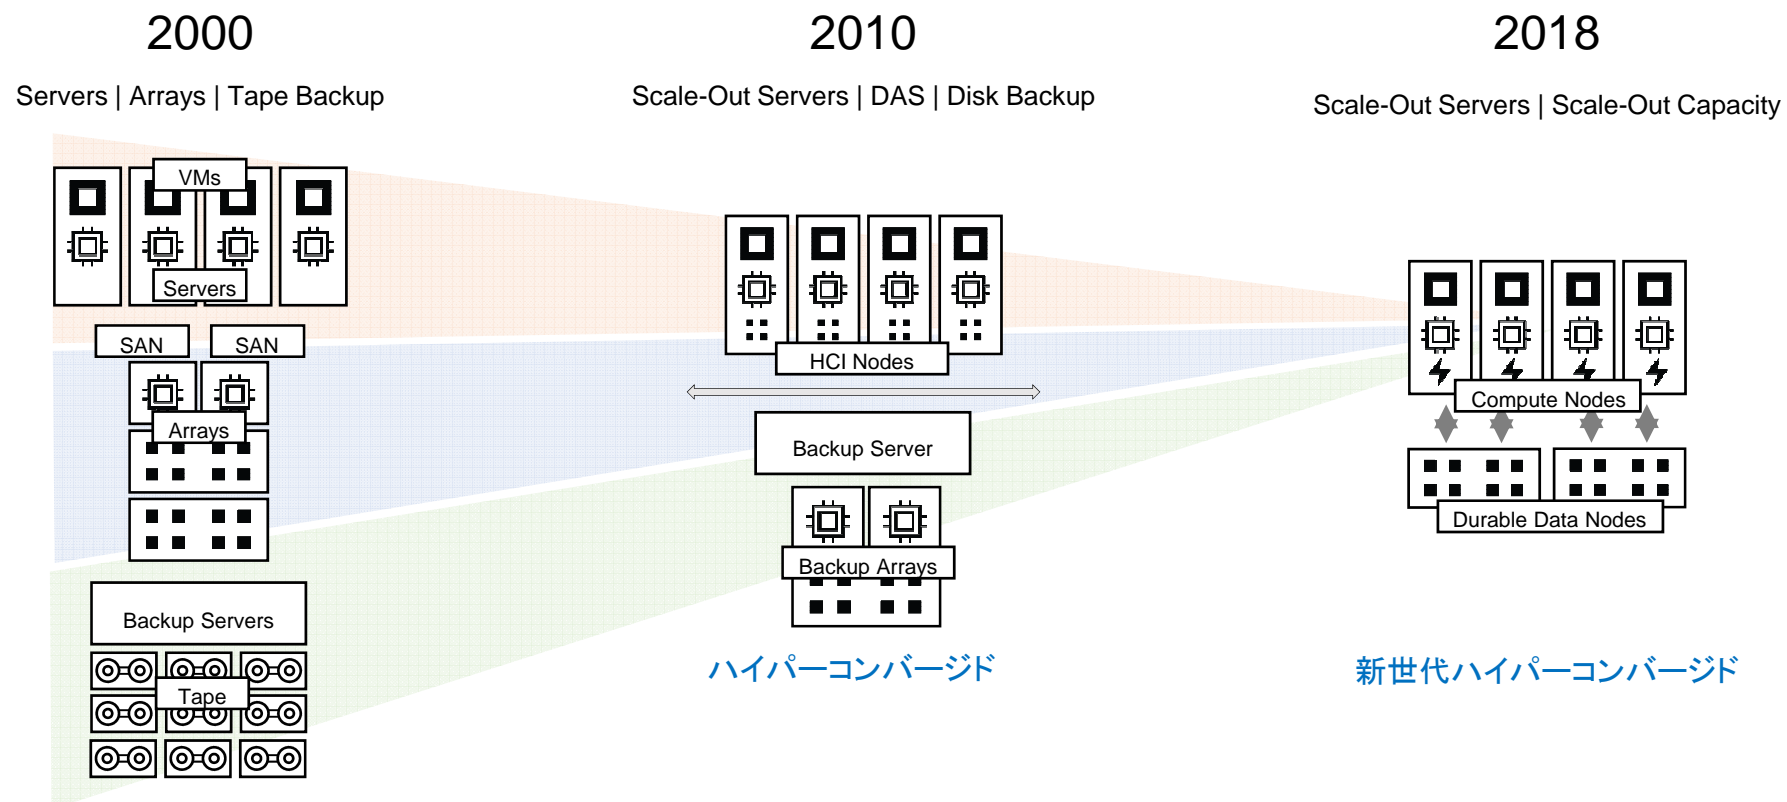 2000
Servers | Arrays | Tape Backup
VMs
Servers
SAN
SAN
Arrays
Backup Servers
Tape
2010
Scale-Out Servers | DAS | Disk Backup
HCI Nodes
Backup Server
Backup Arrays
ハイパーコンバージド
2018
Scale-Out Servers | Scale-Out Capacity
Compute Nodes
Durable Data Nodes
新世代ハイパーコンバージド